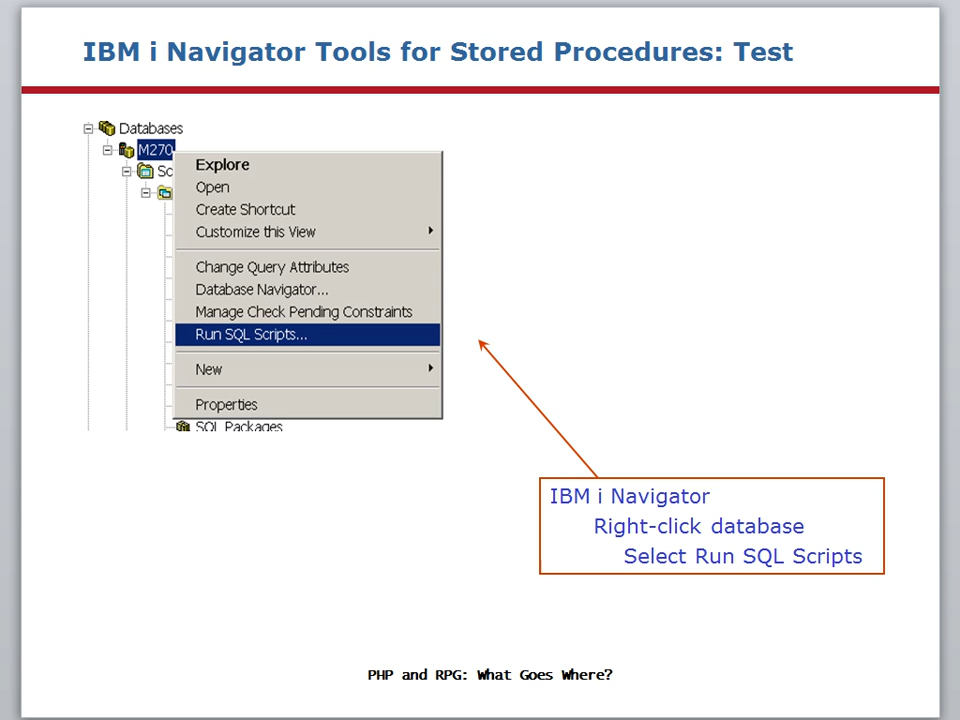 IBM i Navigator Tools for Stored Procedures: Test
Databases
M270
Sc
Explore
Open
Create Shortcut
Customize this View
Change Query Attributes
Database Navigator...
Manage Check Pending Constraints
Run SQL Scripts...
New
Properties
SQL Packages
IBM i Navigator
Right-click database
Select Run SQL Scripts
PHP and RPG: What Goes Where?